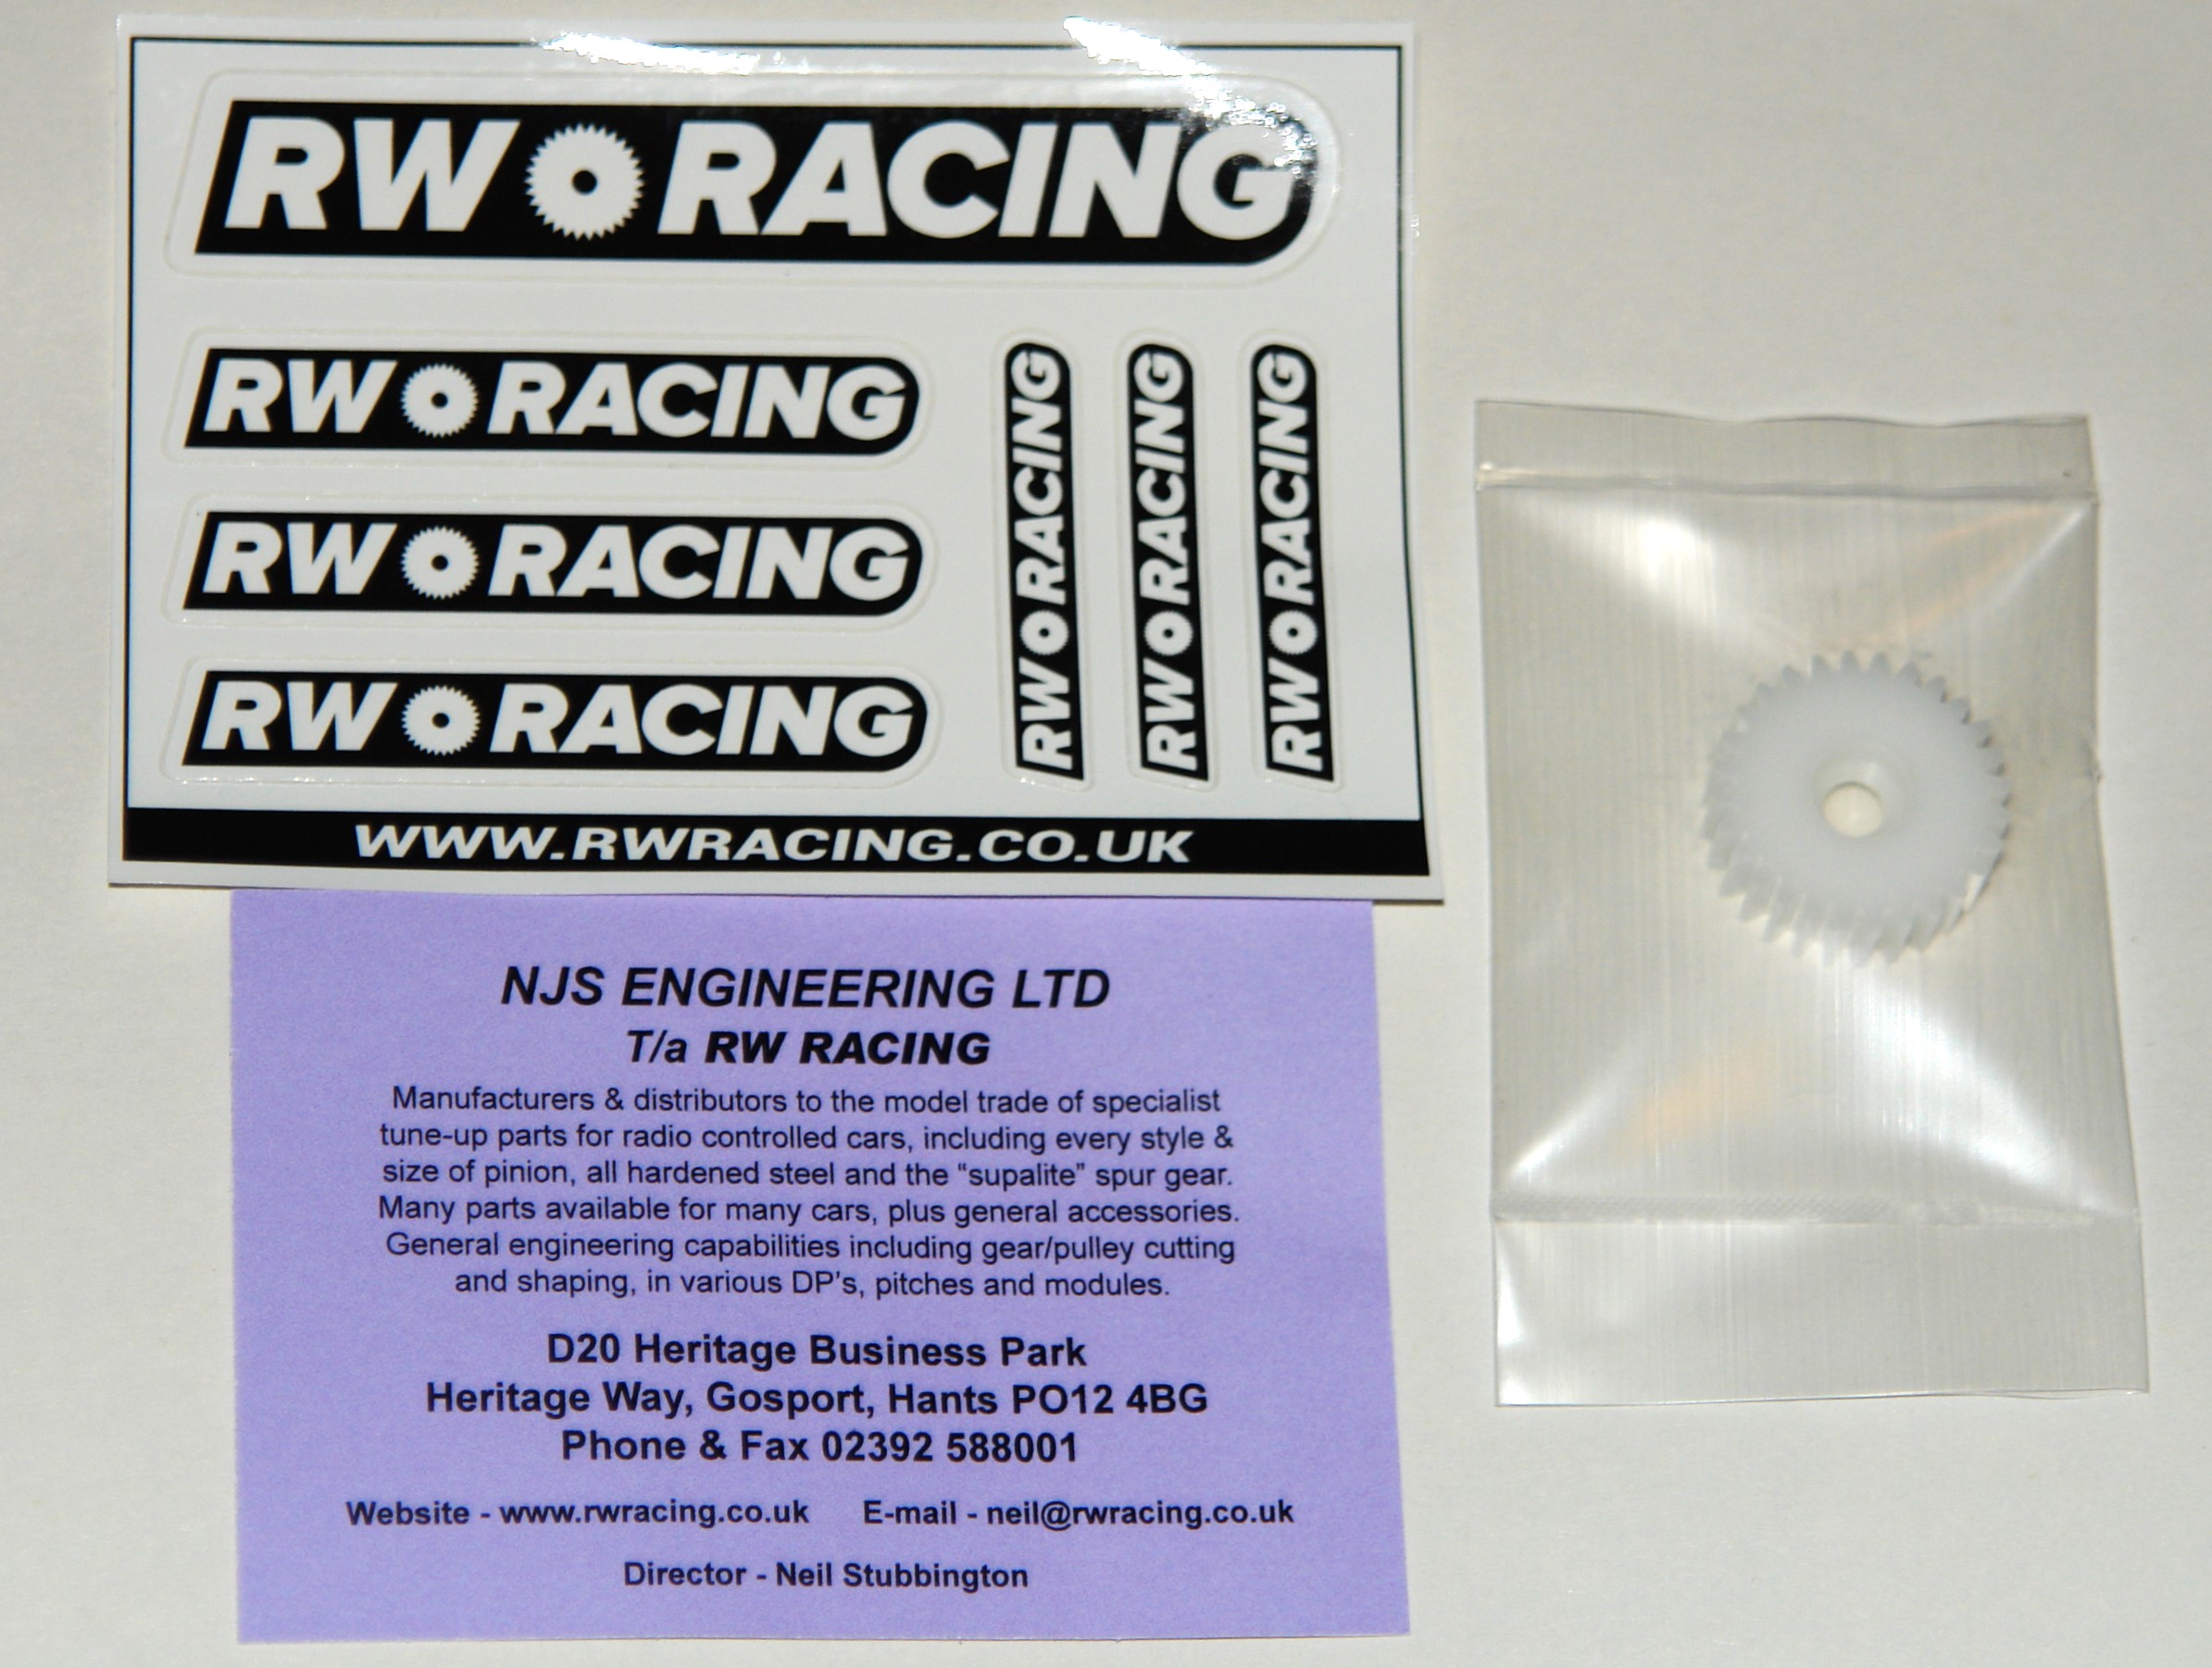 RW RACING
RW RACING
RW RACING
RW RACING
RW RACING
RW RACING
RW RACING
WWW.RWRACING.CO.UK
NJS ENGINEERING LTD
T/a RW RACING
Manufacturers & distributors to the model trade of specialist
tune-up parts for radio controlled cars, including every style &
size of pinion, all hardened steel and the “supalite” spur gear.
Many parts available for many cars, plus general accessories.
General engineering capabilities including gear/pulley cutting
and shaping, in various DP's, pitches and modules.
D20 Heritage Business Park
Heritage Way, Gosport, Hants PO12 4BG
Phone & Fax 02392 588001
Website - www.rwracing.co.uk E-mail - neil@rwracing.co.uk
Director - Neil Stubbington